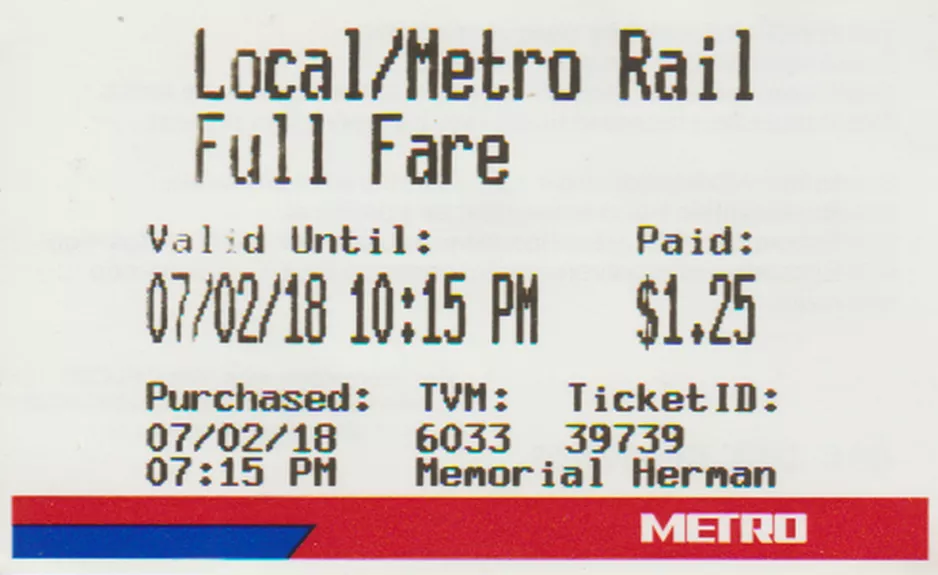 Local/Metro Rail
Full Fare
Valid Until: Paid:
07/02/18 10:15 PM $1.25
Purchased: TVM: TicketID:
07/02/18 6033 39739
07:15 PM Memorial Herman
METRO